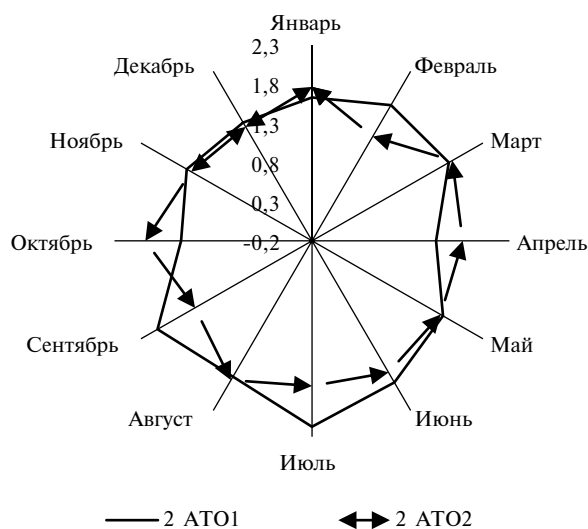 Январь
2,3
Декабрь
1,8
Февраль
1,3
Ноябрь
0,8
Март
0,3
Октябрь
-0,2
Апрель
Сентябрь
Май
Август
Июнь
Июль
2 АТО1
2 АТО2